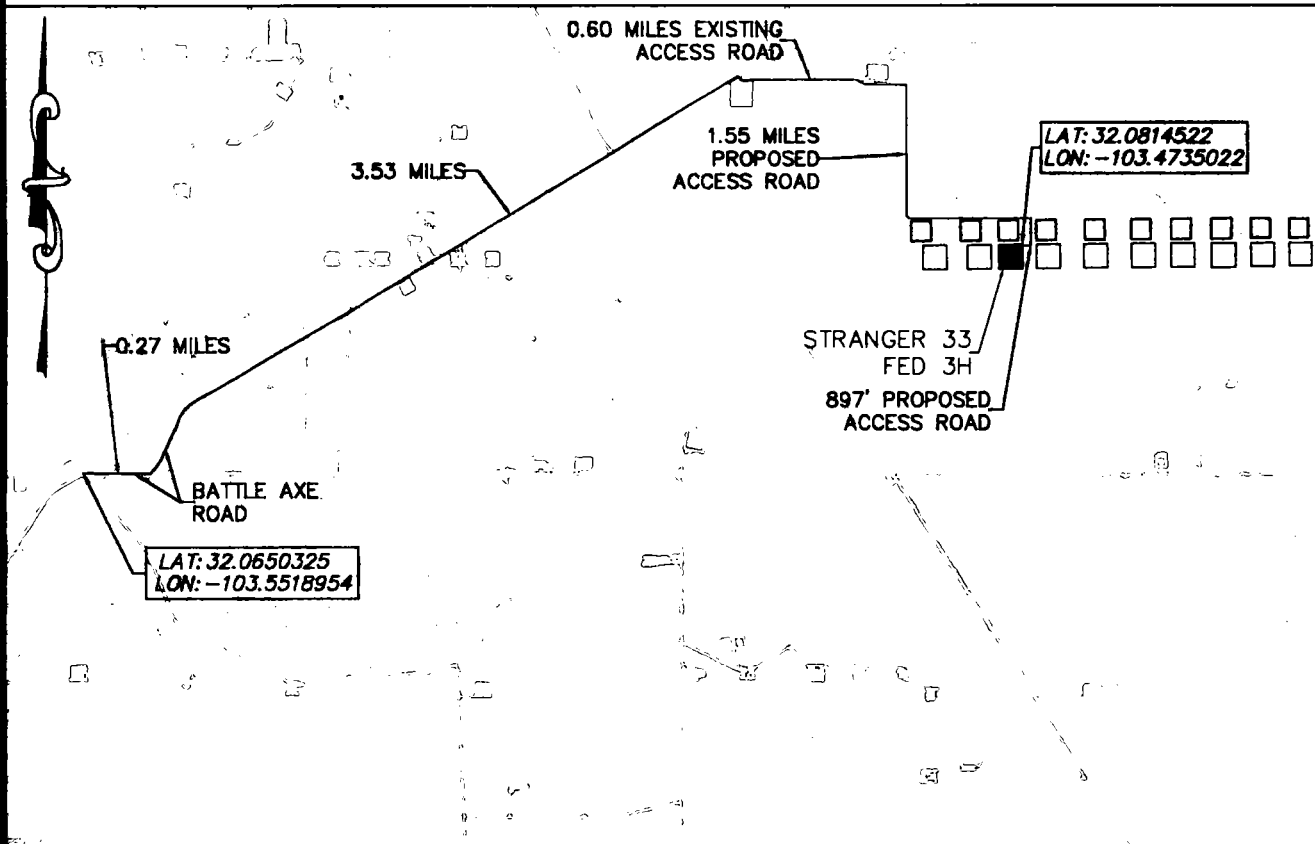 0.60 MILES EXISTING
ACCESS ROAD
1.55 MILES
PROPOSED
ACCESS ROAD
LAT: 32.0814522
LON: -103.4735022
3.53 MILES
STRANGER 33
FED 3H
897' PROPOSED
ACCESS ROAD
0.27 MILES
BATTLE AXE
ROAD
LAT: 32.0650325
LON: -103.5518954